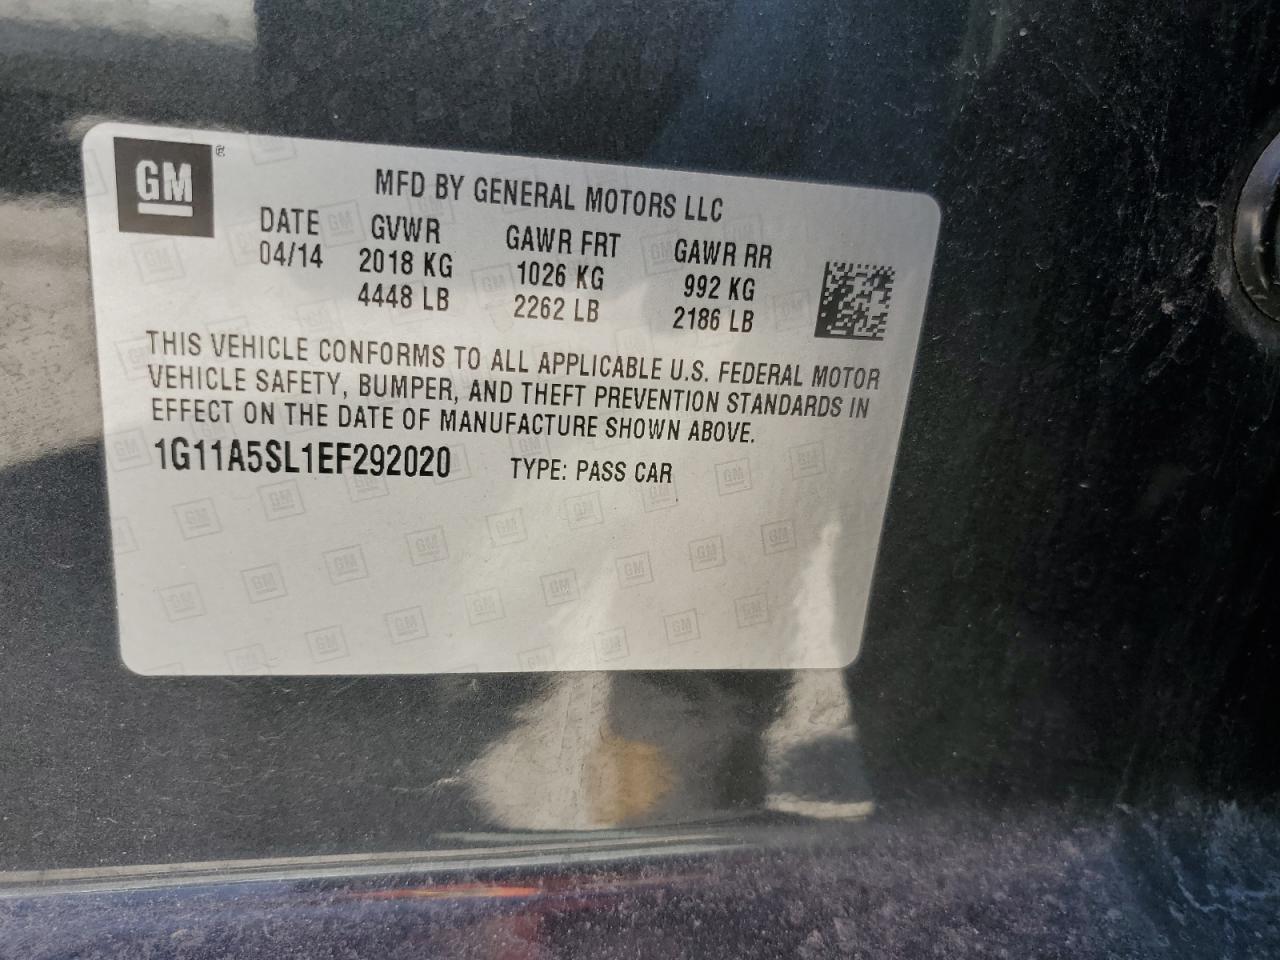 GM ®
MFD BY GENERAL MOTORS LLC
DATE GVWR GAWR FRT GAWR RR
04/14 2018 KG 1026 KG 992 KG
4448 LB 2262 LB 2186 LB
THIS VEHICLE CONFORMS TO ALL APPLICABLE U.S. FEDERAL MOTOR
VEHICLE SAFETY, BUMPER, AND THEFT PREVENTION STANDARDS IN
EFFECT ON THE DATE OF MANUFACTURE SHOWN ABOVE.
1G11A5SL1EF292020 TYPE: PASS CAR